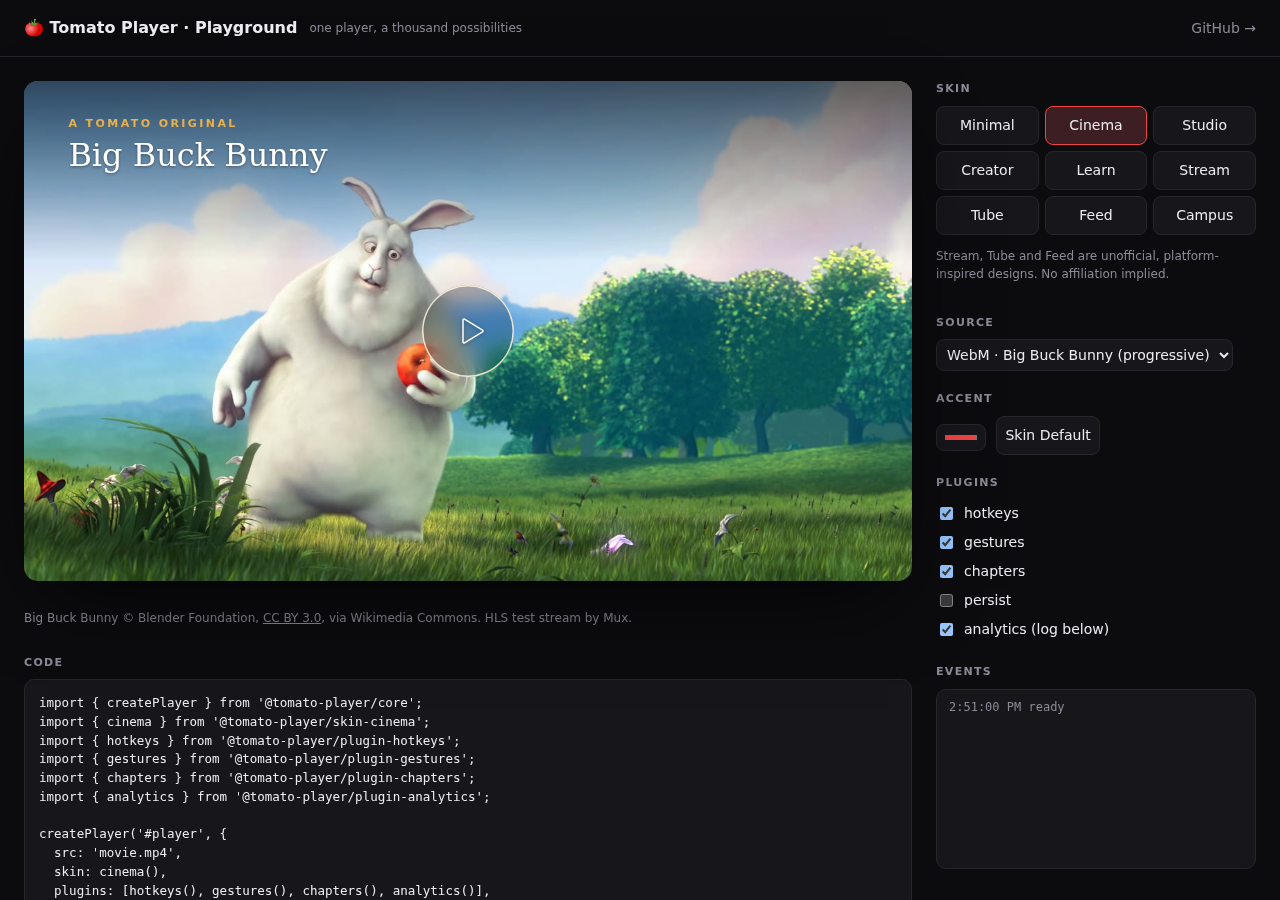 🍅 Tomato Player · Playground one player, a thousand possibilities GitHub →
A TOMATO ORIGINAL
Big Buck Bunny
Big Buck Bunny © Blender Foundation, CC BY 3.0, via Wikimedia Commons. HLS test stream by Mux.
CODE
import { createPlayer } from '@tomato-player/core';
import { cinema } from '@tomato-player/skin-cinema';
import { hotkeys } from '@tomato-player/plugin-hotkeys';
import { gestures } from '@tomato-player/plugin-gestures';
import { chapters } from '@tomato-player/plugin-chapters';
import { analytics } from '@tomato-player/plugin-analytics';
createPlayer('#player', {
  src: 'movie.mp4',
  skin: cinema(),
  plugins: [hotkeys(), gestures(), chapters(), analytics()],
SKIN
Minimal Cinema Studio
Creator Learn Stream
Tube Feed Campus
Stream, Tube and Feed are unofficial, platform-
inspired designs. No affiliation implied.
SOURCE
WebM · Big Buck Bunny (progressive)
ACCENT
Skin Default
PLUGINS
hotkeys
gestures
chapters
persist
analytics (log below)
EVENTS
2:51:00 PM ready